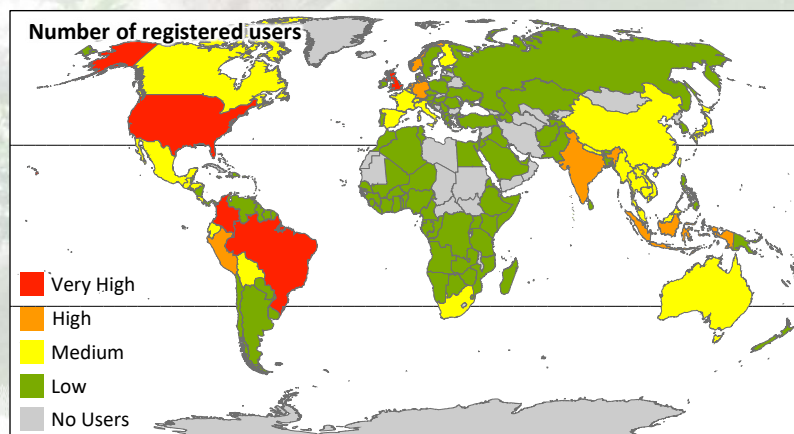 Number of registered users
Very High
High
Medium
Low
No Users